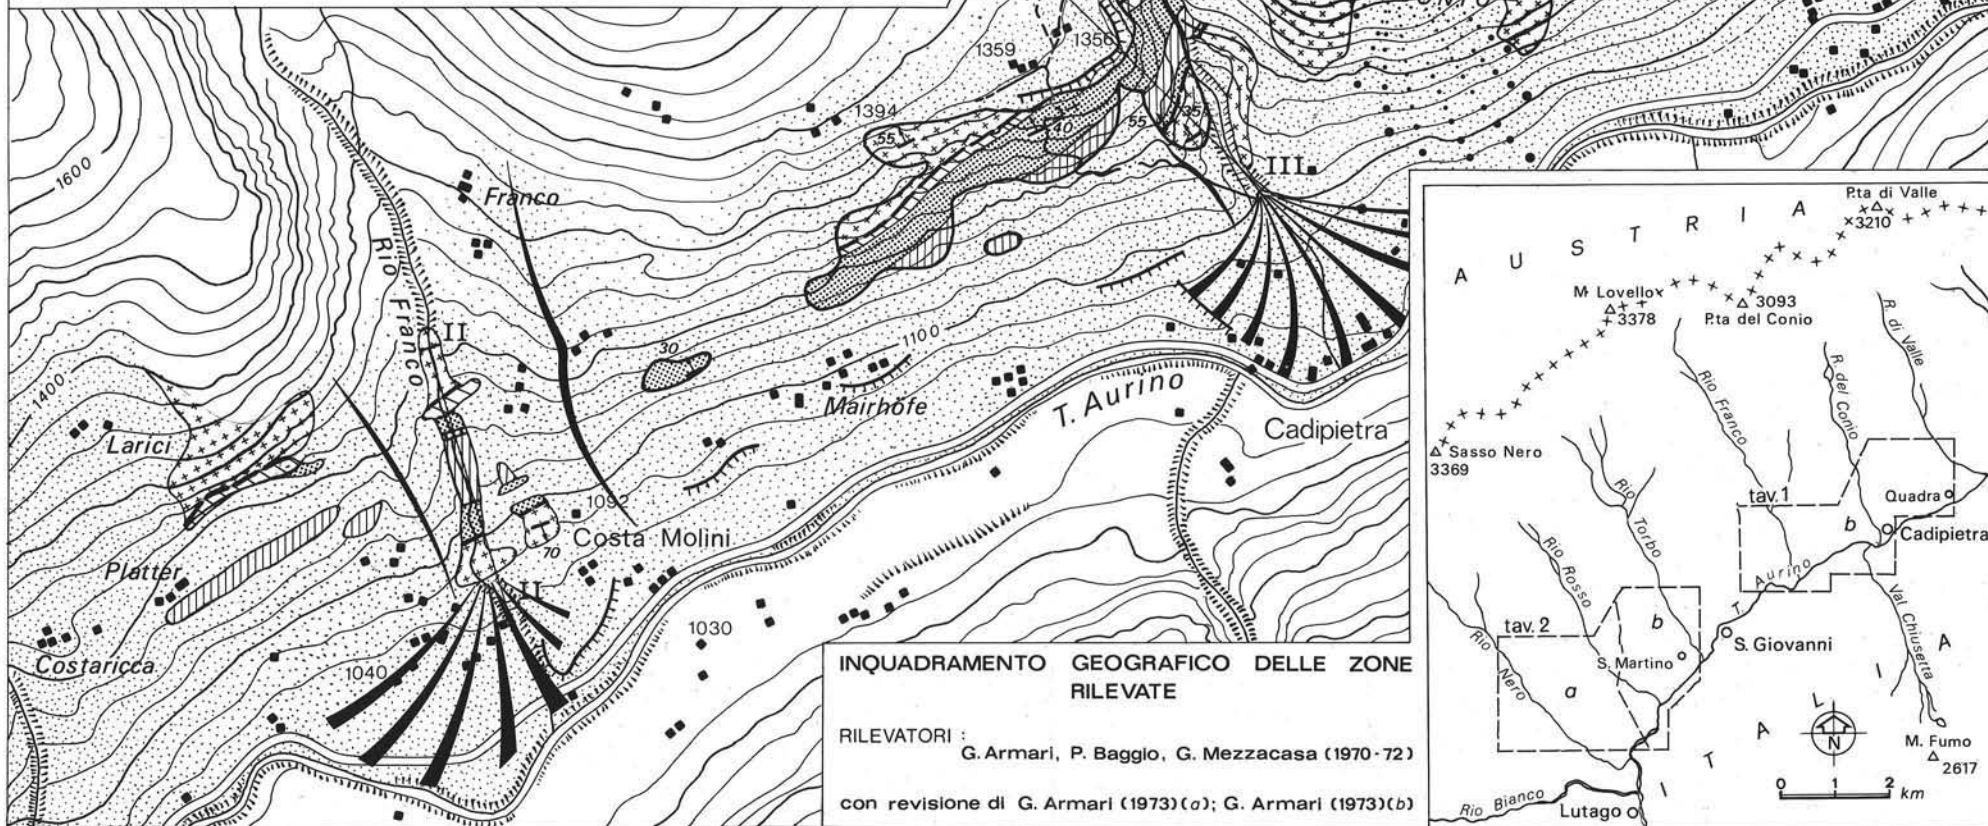 1359
1356
1394
55
40
55
35
III
1600
Franco
Rio Franco
II
30
1100
1400
Mairhöfe
T. Aurino
Cadipietra
Larici
1092
Costa Molini
70
Platter
II
1030
Costaricca
1040
INQUADRAMENTO GEOGRAFICO DELLE ZONE
RILEVATE
RILEVATORI :
G. Armari, P. Baggio, G. Mezzacasa (1970-72)
con revisione di G. Armari (1973)(a); G. Armari (1973)(b)
P.ta di Valle
3210
AUSTRIA
M. Lovello
3378
3093
P.ta del Conio
R. di Valle
Rio Franco
R. del Conio
Sasso Nero
3369
tav.1
Quadra
b
Cadipietra
Rio Torbo
Rio Rosso
T. Aurino
Val Chiusetta
tav.2
b
S. Giovanni
S. Martino
Rio Nero
a
ITALIA
N
M. Fumo
2617
0 1 2 km
Rio Bianco
Lutago